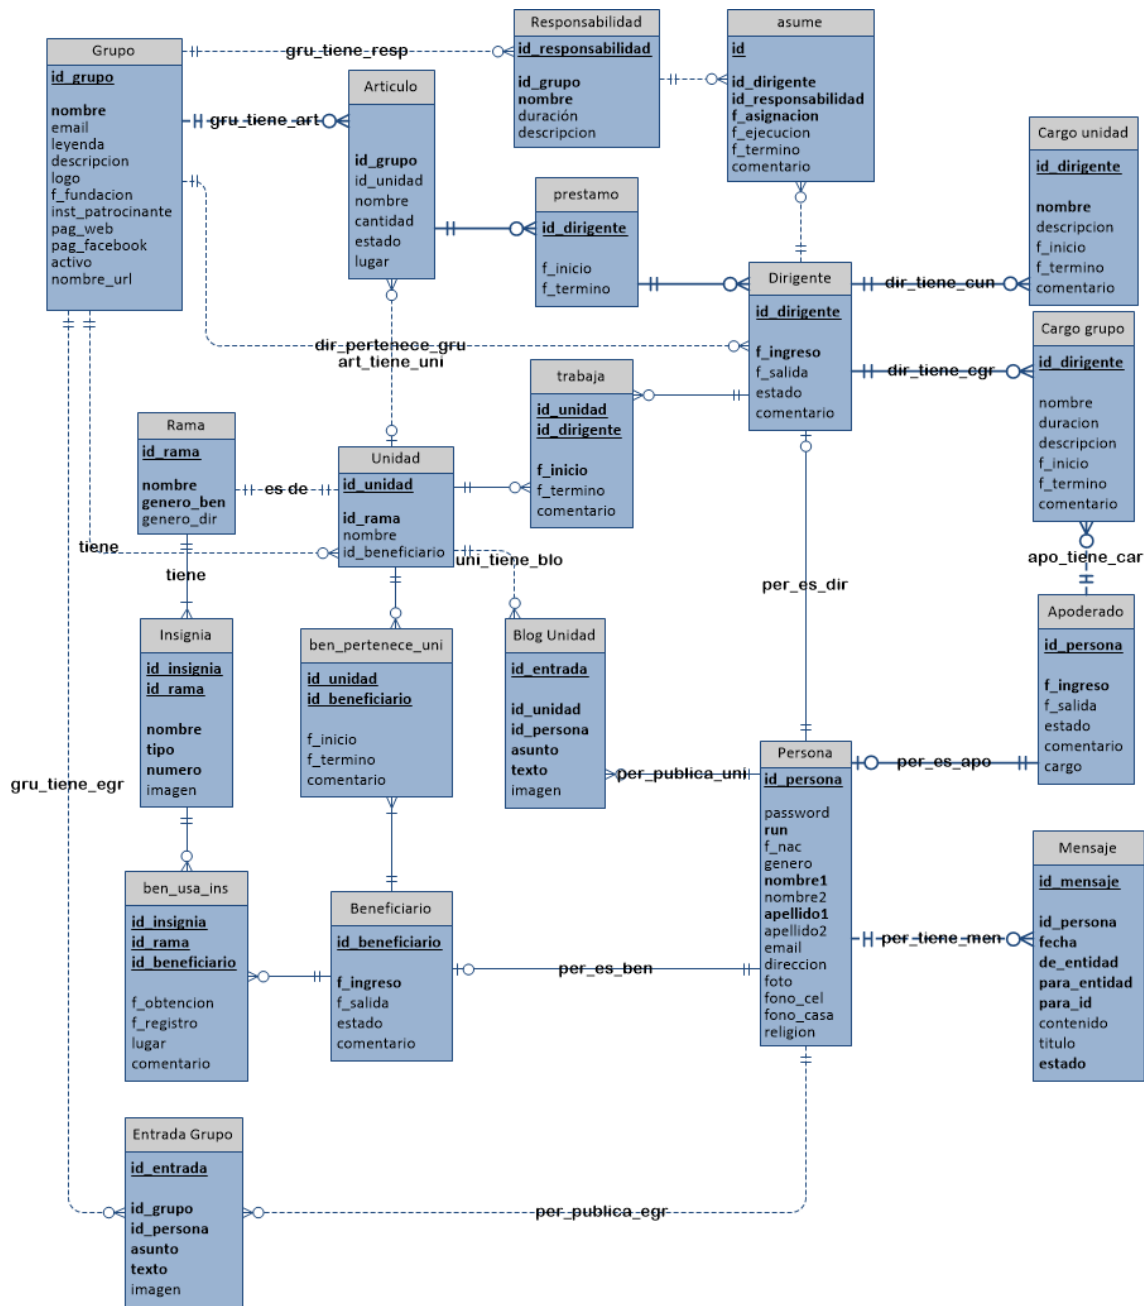 Grupo
id_grupo
nombre
email
leyenda
descripcion
logo
f_fundacion
inst_patrocinante
pag_web
pag_facebook
activo
nombre_url
gru_tiene_resp
Responsabilidad
id_responsabilidad
id_grupo
nombre
duración
descripcion
asume
id
id_dirigente
id_responsabilidad
f_asignacion
f_ejecucion
f_termino
comentario
gru_tiene_art
Articulo
id_grupo
id_unidad
nombre
cantidad
estado
lugar
prestamo
id_dirigente
f_inicio
f_termino
Cargo unidad
id_dirigente
nombre
descripcion
f_inicio
f_termino
comentario
Dirigente
id_dirigente
f_ingreso
f_salida
estado
comentario
dir_tiene_cun
dir_tiene_cgr
Cargo grupo
id_dirigente
nombre
duracion
descripcion
f_inicio
f_termino
comentario
dir_pertenece_gru
art_tiene_uni
trabaja
id_unidad
id_dirigente
f_inicio
f_termino
comentario
Rama
id_rama
nombre
genero_ben
genero_dir
es de
Unidad
id_unidad
id_rama
nombre
id_beneficiario
tiene
tiene
uni_tiene_blo
per_es_dir
apo_tiene_car
Insignia
id_insignia
id_rama
nombre
tipo
numero
imagen
ben_pertenece_uni
id_unidad
id_beneficiario
f_inicio
f_termino
comentario
Blog Unidad
id_entrada
id_unidad
id_persona
asunto
texto
imagen
Apoderado
id_persona
f_ingreso
f_salida
estado
comentario
cargo
gru_tiene_egr
per_publica_uni
per_es_apo
Persona
id_persona
password
run
f_nac
genero
nombre1
nombre2
apellido1
apellido2
email
direccion
foto
fono_cel
fono_casa
religion
Mensaje
id_mensaje
id_persona
fecha
de_entidad
para_entidad
para_id
contenido
titulo
estado
per_tiene_men
ben_usa_ins
id_insignia
id_rama
id_beneficiario
f_obtencion
f_registro
lugar
comentario
Beneficiario
id_beneficiario
f_ingreso
f_salida
estado
comentario
per_es_ben
Entrada Grupo
id_entrada
id_grupo
id_persona
asunto
texto
imagen
per_publica_egr